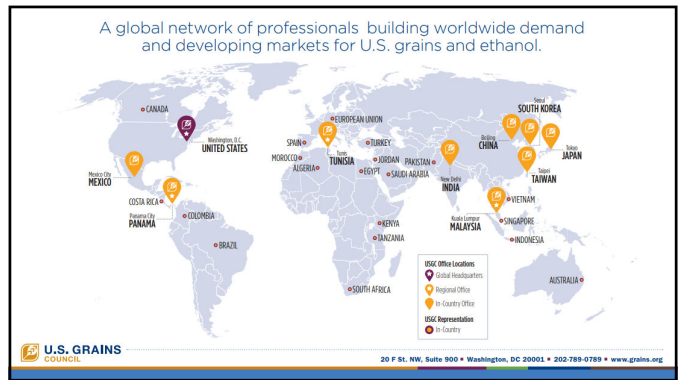 A global network of professionals building worldwide demand
and developing markets for U.S. grains and ethanol.
CANADA
Washington, D.C.
UNITED STATES
Mexico City
MEXICO
COSTA RICA
Panama City
PANAMA
COLOMBIA
BRAZIL
EUROPEAN UNION
SPAIN
Tunis
TUNISIA
TURKEY
MOROCCO
ALGERIA
JORDAN
EGYPT
SAUDI ARABIA
PAKISTAN
New Delhi
INDIA
Seoul
SOUTH KOREA
Beijing
CHINA
Tokyo
JAPAN
Taipei
TAIWAN
VIETNAM
Kuala Lumpur
MALAYSIA
SINGAPORE
INDONESIA
KENYA
TANZANIA
SOUTH AFRICA
AUSTRALIA
USGC Office Locations
Global Headquarters
Regional Office
In-Country Office
USGC Representation
In-Country
U.S. GRAINS
COUNCIL
20 F St. NW, Suite 900 ▪ Washington, DC 20001 ▪ 202-789-0789 ▪ www.grains.org